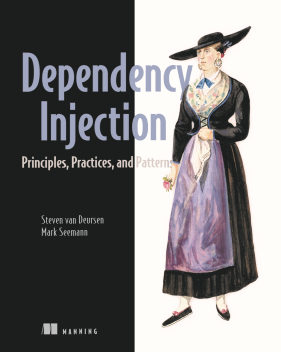 Dependency
Injection
Principles, Practices, and Patterns
Steven van Deursen
Mark Seemann
MANNING